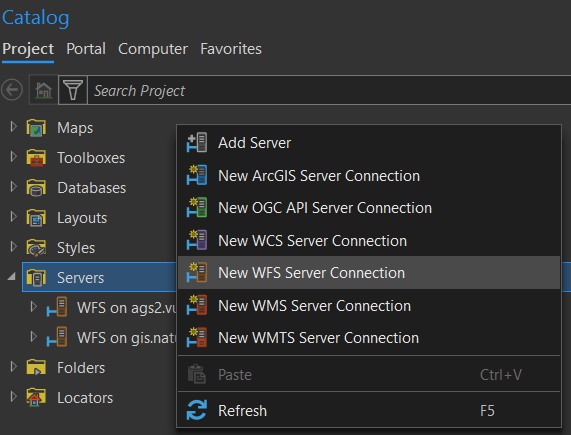 Catalog
Project Portal Computer Favorites
Search Project
Maps
Toolboxes
Databases
Layouts
Styles
Servers
WFS on ags2.vu
WFS on gis.natu
Folders
Locators
Add Server
New ArcGIS Server Connection
New OGC API Server Connection
New WCS Server Connection
New WFS Server Connection
New WMS Server Connection
New WMTS Server Connection
Paste Ctrl+V
Refresh F5